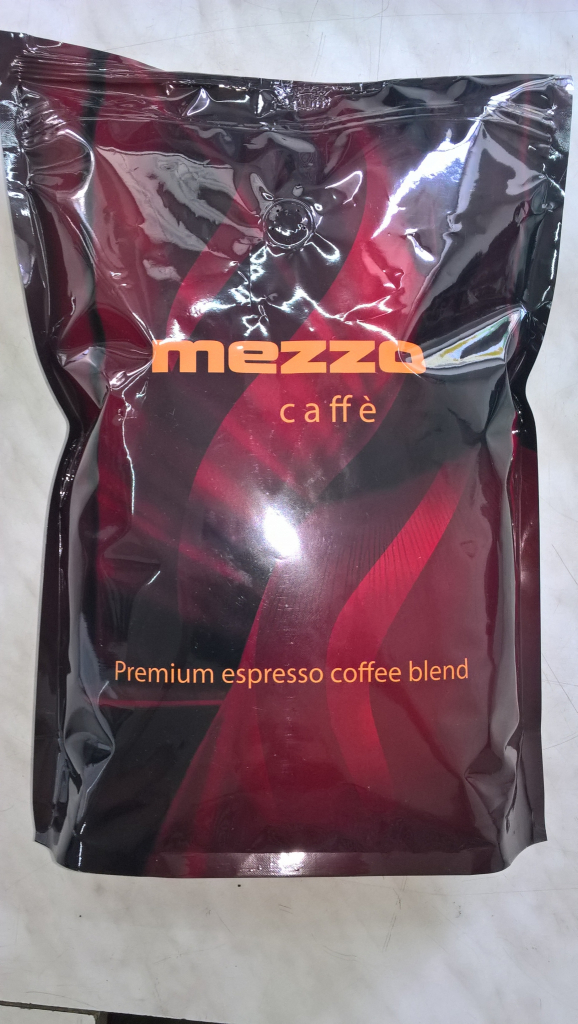 mezzo
caffè
Premium espresso coffee blend